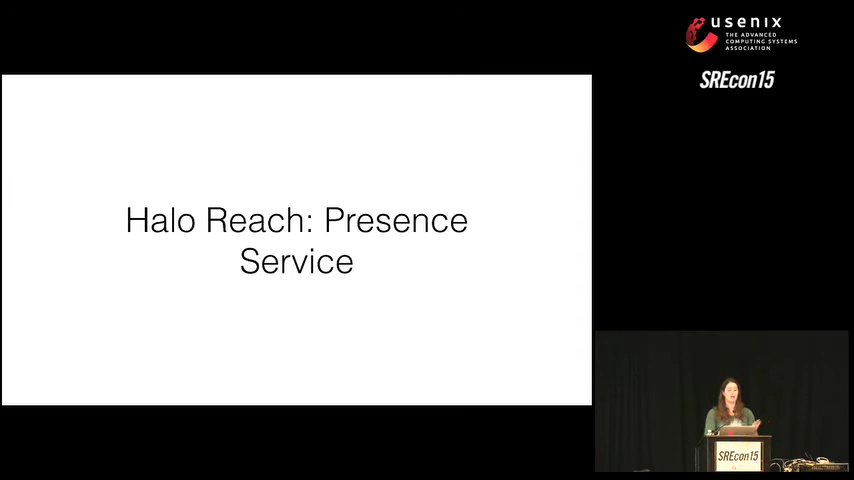 usenix
THE ADVANCED
COMPUTING SYSTEMS
ASSOCIATION
SREcon15
Halo Reach: Presence
Service
SREcon15